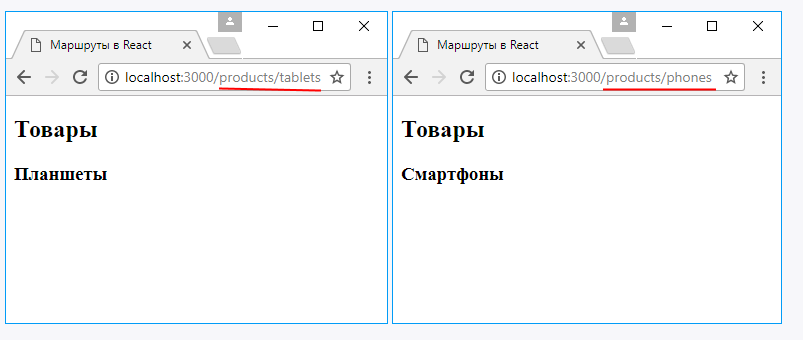 Маршруты в React
localhost:3000/products/tablets
Товары
Планшеты
Маршруты в React
localhost:3000/products/phones
Товары
Смартфоны